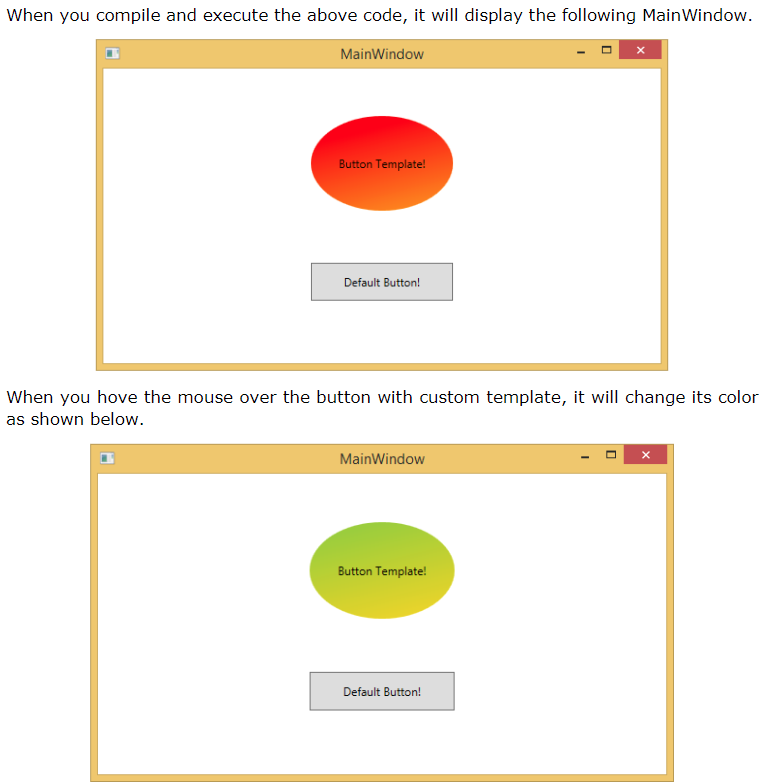 When you compile and execute the above code, it will display the following MainWindow.
MainWindow
Button Template!
Default Button!
When you hove the mouse over the button with custom template, it will change its color
as shown below.
MainWindow
Button Template!
Default Button!